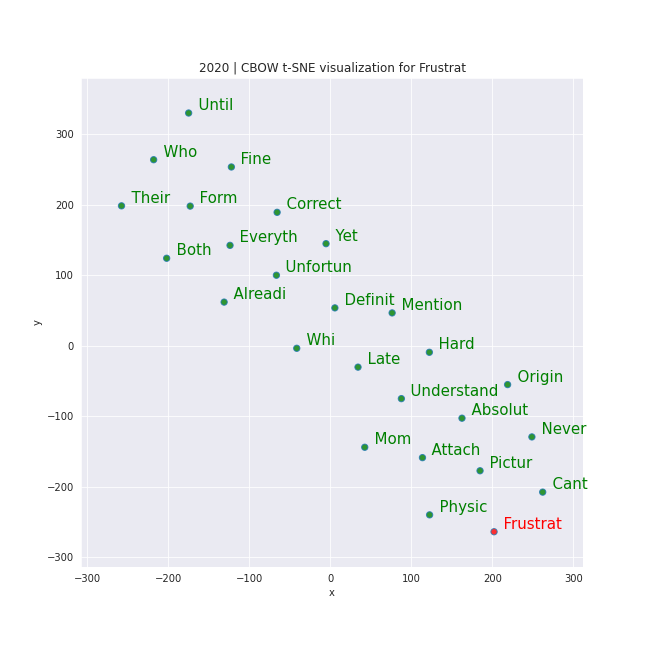 2020 | CBOW t-SNE visualization for Frustrat
Until
Who
Fine
Their
Form
Correct
Everyth
Yet
Both
Unfortun
Alreadi
Definit
Mention
Whi
Hard
Late
Origin
Understand
Absolut
Never
Mom
Attach
Pictur
Cant
Physic
Frustrat
300
200
100
0
−100
−200
−300
y
−300
−200
−100
0
100
200
300
x